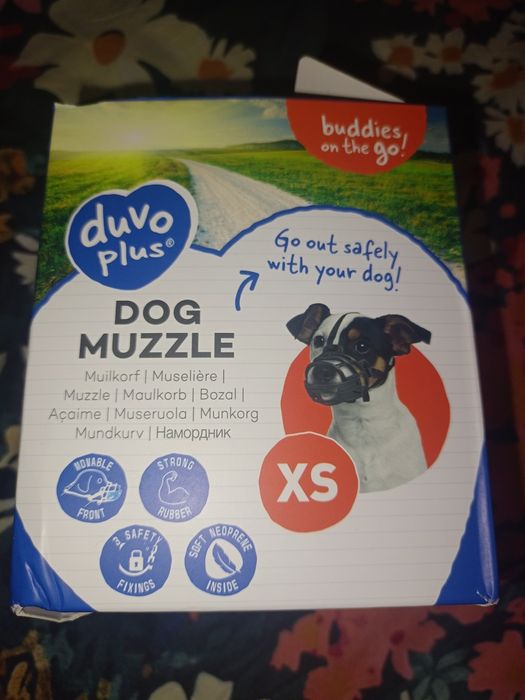 buddies
on the go!
duvo
plus®
Go out safely
with your dog!
DOG
MUZZLE
Muilkorf | Muselière |
Muzzle | Maulkorb | Bozal |
Açaime | Museruola | Munkorg
Mundkurv | Намордник
MOVABLE
FRONT
STRONG
RUBBER
XS
3 SAFETY
FIXINGS
SOFT NEOPRENE
INSIDE